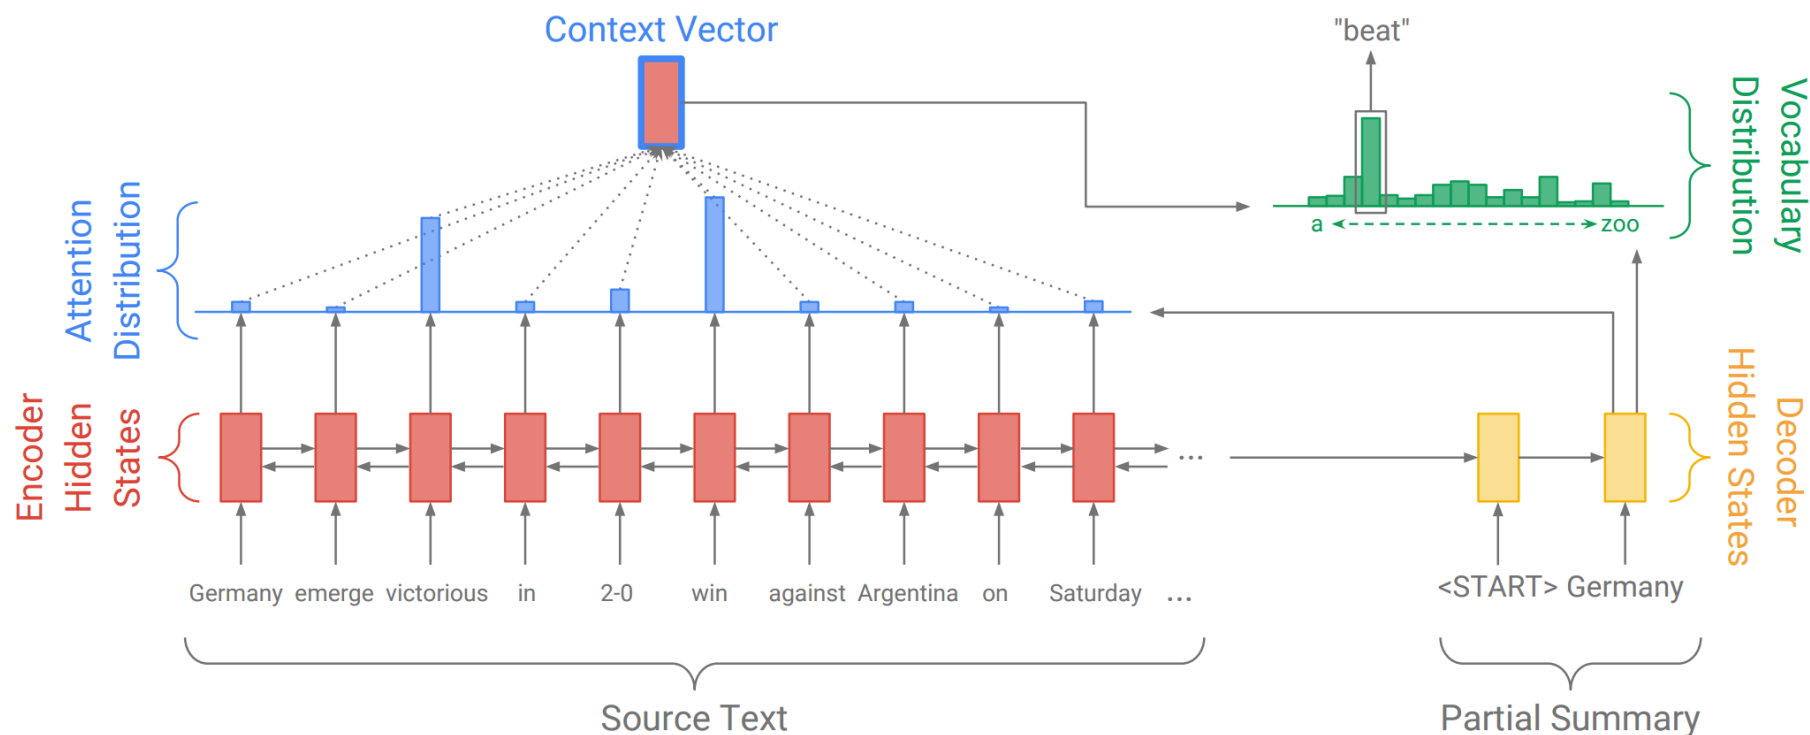 Context Vector
"beat"
Vocabulary
Distribution
a
zoo
Attention
Distribution
Encoder
Hidden
States
...
Decoder
Hidden States
Germany emerge victorious in 2-0 win against Argentina on Saturday ...
<START> Germany
Source Text
Partial Summary